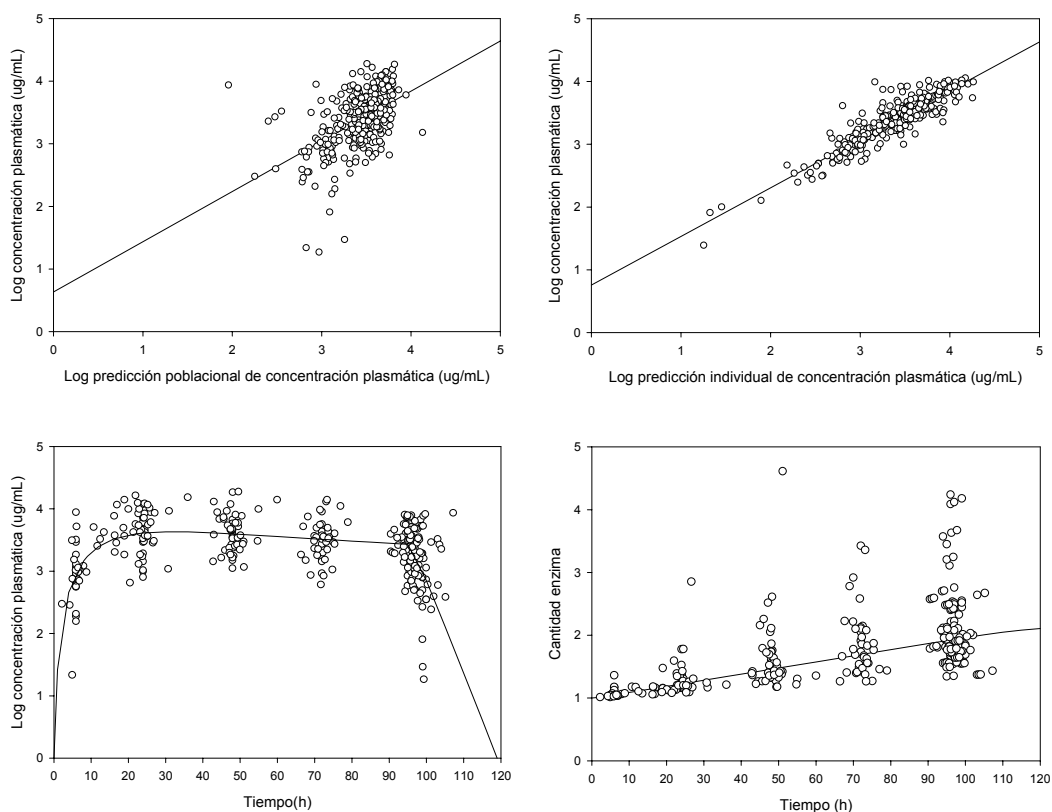 5
4
3
2
1
0
Log concentración plasmática (ug/mL)
0 1 2 3 4 5
Log predicción poblacional de concentración plasmática (ug/mL)
5
4
3
2
1
0
Log concentración plasmática (ug/mL)
0 1 2 3 4 5
Log predicción individual de concentración plasmática (ug/mL)
5
4
3
2
1
0
Log concentración plasmática (ug/mL)
0 10 20 30 40 50 60 70 80 90 100 110 120
Tiempo(h)
5
4
3
2
1
0
Cantidad enzima
0 10 20 30 40 50 60 70 80 90 100 110 120
Tiempo (h)